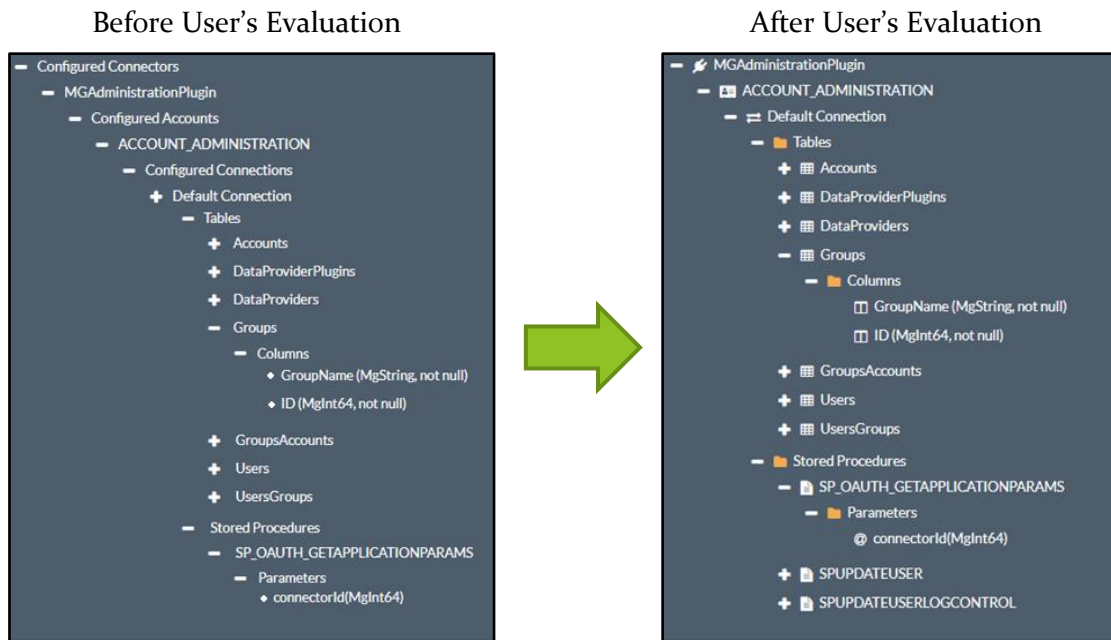 Before User's Evaluation
Configured Connectors
MGAdministrationPlugin
Configured Accounts
ACCOUNT_ADMINISTRATION
Configured Connections
Default Connection
Tables
Accounts
DataProviderPlugins
DataProviders
Groups
Columns
GroupName (MgString, not null)
ID (MgInt64, not null)
GroupsAccounts
Users
UsersGroups
Stored Procedures
SP_OAUTH_GETAPPLICATIONPARAMS
Parameters
connectorId(MgInt64)
After User's Evaluation
MGAdministrationPlugin
ACCOUNT_ADMINISTRATION
Default Connection
Tables
Accounts
DataProviderPlugins
DataProviders
Groups
Columns
GroupName (MgString, not null)
ID (MgInt64, not null)
GroupsAccounts
Users
UsersGroups
Stored Procedures
SP_OAUTH_GETAPPLICATIONPARAMS
Parameters
@ connectorId(MgInt64)
SPUPDATEUSER
SPUPDATEUSERLOGCONTROL